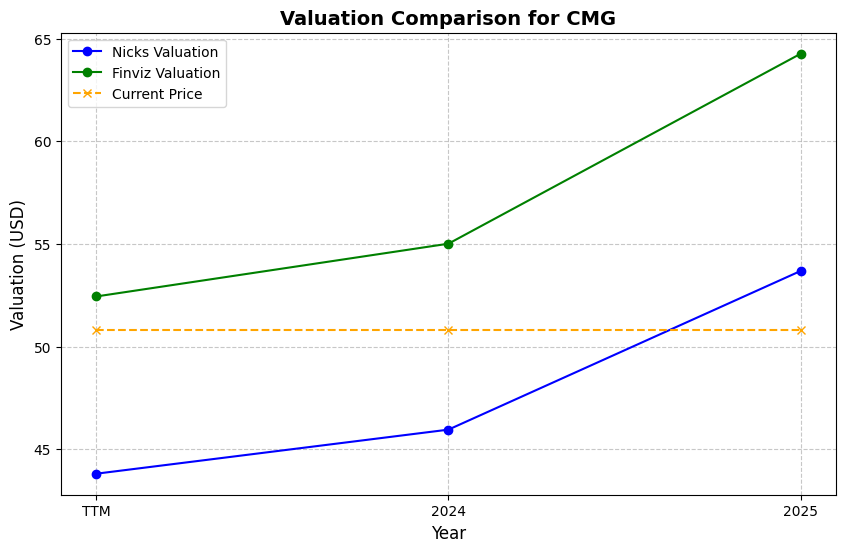 Valuation Comparison for CMG
Nicks Valuation
Finviz Valuation
Current Price
Valuation (USD)
65
60
55
50
45
TTM
2024
2025
Year